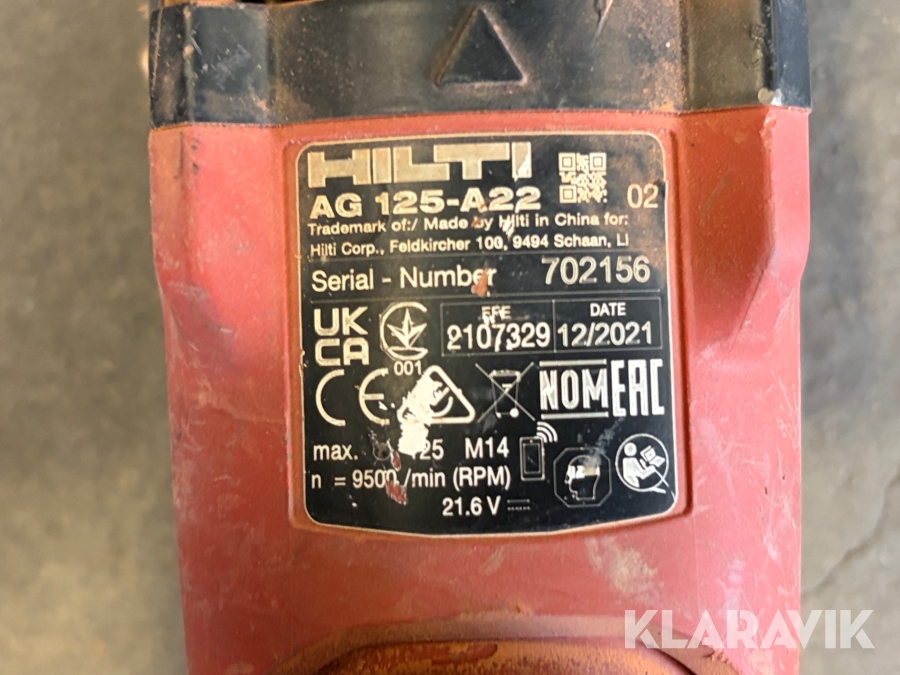 HILTI
AG 125-A22 02
Trademark of:/ Made by Hilti in China for:
Hilti Corp., Feldkircher 100, 9494 Schaan, LI
Serial - Number 702156
UK
CA
001
DATE
2107329 12/2021
CE
NOM EAC
max. 125 M14
n = 9500 /min (RPM)
21.6 V
KLARAVIK